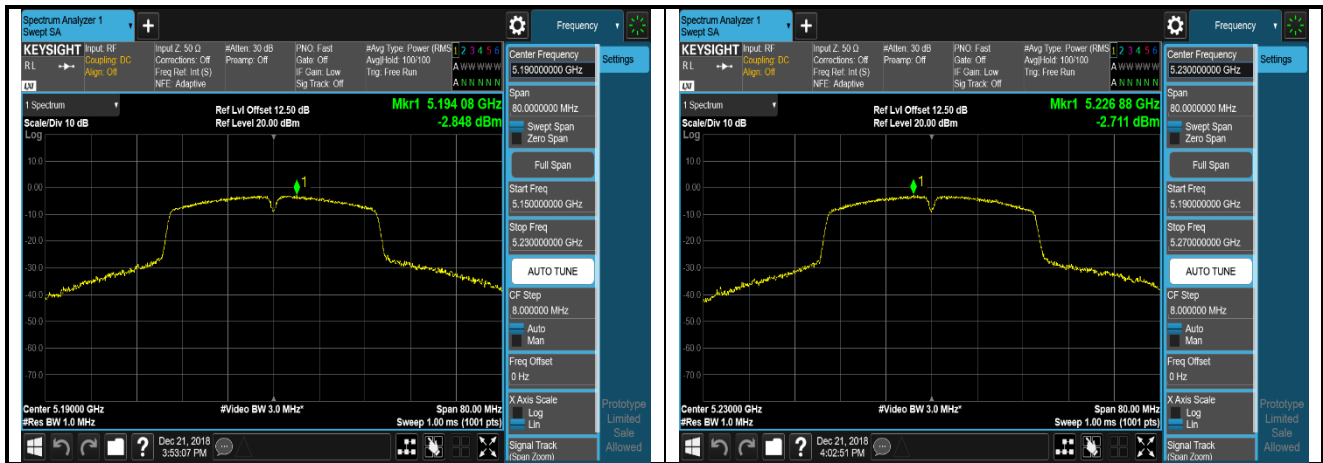 Spectrum Analyzer 1
Swept SA
Frequency
KEYSIGHT
RL
LXI
Input: RF
Coupling: DC
Align: Off
Input Z: 50 Ω
Corrections: Off
Freq Ref: Int (S)
NFE: Adaptive
#Atten: 30 dB
Preamp: Off
PNO: Fast
Gate: Off
IF Gain: Low
Sig Track: Off
#Avg Type: Power (RMS
Avg|Hold: 100/100
Trig: Free Run
1 2 3 4 5 6
A W W W W W
A N N N N N
1 Spectrum
Scale/Div 10 dB
Log
Ref Lvl Offset 12.50 dB
Ref Level 20.00 dBm
Mkr1 5.194 08 GHz
-2.848 dBm
1
10.0
0.00
-10.0
-20.0
-30.0
-40.0
-50.0
-60.0
-70.0
Center 5.19000 GHz
#Res BW 1.0 MHz
#Video BW 3.0 MHz*
Span 80.00 MHz
Sweep 1.00 ms (1001 pts)
Dec 21, 2018
3:53:07 PM
Center Frequency
5.190000000 GHz
Span
80.0000000 MHz
Swept Span
Zero Span
Full Span
Start Freq
5.150000000 GHz
Stop Freq
5.230000000 GHz
AUTO TUNE
CF Step
8.000000 MHz
Auto
Man
Freq Offset
0 Hz
X Axis Scale
Log
Lin
Signal Track
(Span Zoom)
Settings
Prototype
Limited
Sale
Allowed
Spectrum Analyzer 1
Swept SA
Frequency
KEYSIGHT
RL
LXI
Input: RF
Coupling: DC
Align: Off
Input Z: 50 Ω
Corrections: Off
Freq Ref: Int (S)
NFE: Adaptive
#Atten: 30 dB
Preamp: Off
PNO: Fast
Gate: Off
IF Gain: Low
Sig Track: Off
#Avg Type: Power (RMS
Avg|Hold: 100/100
Trig: Free Run
1 2 3 4 5 6
A W W W W W
A N N N N N
1 Spectrum
Scale/Div 10 dB
Log
Ref Lvl Offset 12.50 dB
Ref Level 20.00 dBm
Mkr1 5.226 88 GHz
-2.711 dBm
1
10.0
0.00
-10.0
-20.0
-30.0
-40.0
-50.0
-60.0
-70.0
Center 5.23000 GHz
#Res BW 1.0 MHz
#Video BW 3.0 MHz*
Span 80.00 MHz
Sweep 1.00 ms (1001 pts)
Dec 21, 2018
4:02:51 PM
Center Frequency
5.230000000 GHz
Span
80.0000000 MHz
Swept Span
Zero Span
Full Span
Start Freq
5.190000000 GHz
Stop Freq
5.270000000 GHz
AUTO TUNE
CF Step
8.000000 MHz
Auto
Man
Freq Offset
0 Hz
X Axis Scale
Log
Lin
Signal Track
(Span Zoom)
Settings
Prototype
Limited
Sale
Allowed